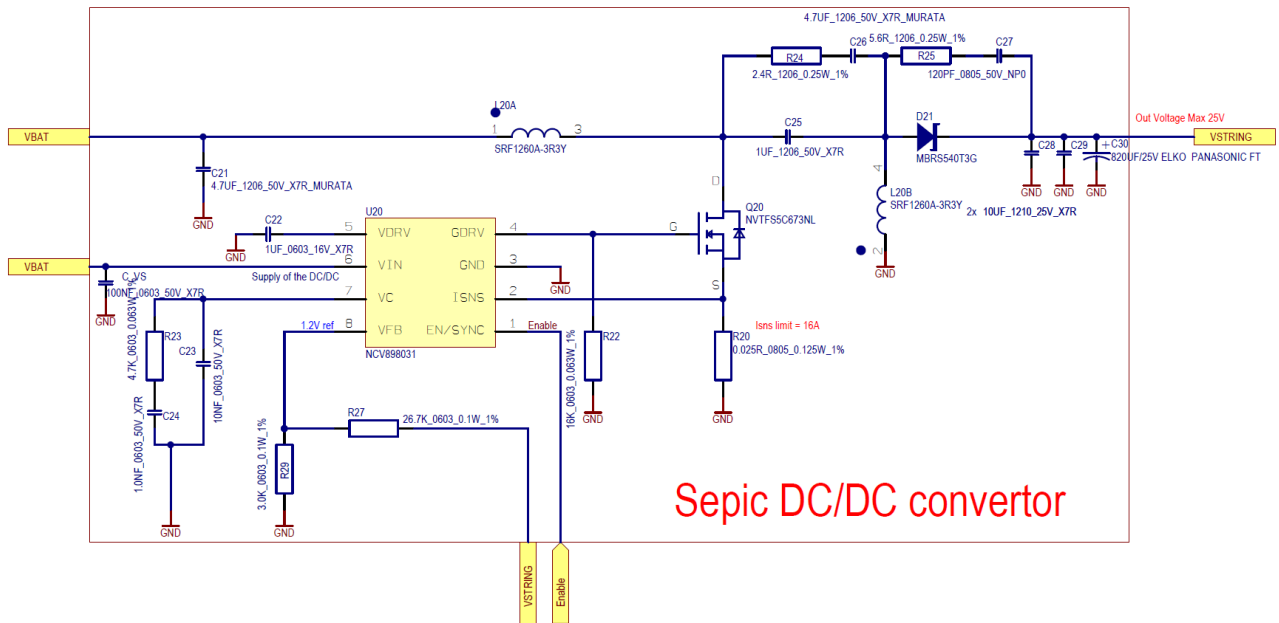 4.7UF_1206_50V_X7R_MURATA
5.6R_1206_0.25W_1%
C26
C27
R24
R25
2.4R_1206_0.25W_1%
120PF_0805_50V_NP0
L20A
VBAT
1
3
SRF1260A-3R3Y
C25
1UF_1206_50V_X7R
D21
MBRS540T3G
Out Voltage Max 25V
VSTRING
C28
C29
+
C30
820UF/25V ELKO PANASONIC FT
GND
GND
GND
C21
4.7UF_1206_50V_X7R_MURATA
GND
4
L20B
SRF1260A-3R3Y
2x 10UF_1210_25V_X7R
2
GND
D
Q20
NVTFS5C673NL
G
S
C22
GND
1UF_0603_16V_X7R
U20
5
VDRV
GDRV
4
VBAT
6
VIN
GND
3
GND
Supply of the DC/DC
C_VS
100NF_0603_50V_X7R
GND
7
VC
ISNS
2
1.2V ref
8
VFB
EN/SYNC
1
Enable
NCV898031
Isns limit = 16A
R20
0.025R_0805_0.125W_1%
GND
R22
16K_0603_0.063W_1%
GND
4.7K_0603_0.063W_1%
R23
C23
10NF_0603_50V_X7R
C24
1.0NF_0603_50V_X7R
GND
R27
26.7K_0603_0.1W_1%
3.0K_0603_0.1W_1%
R29
GND
Sepic DC/DC convertor
VSTRING
Enable